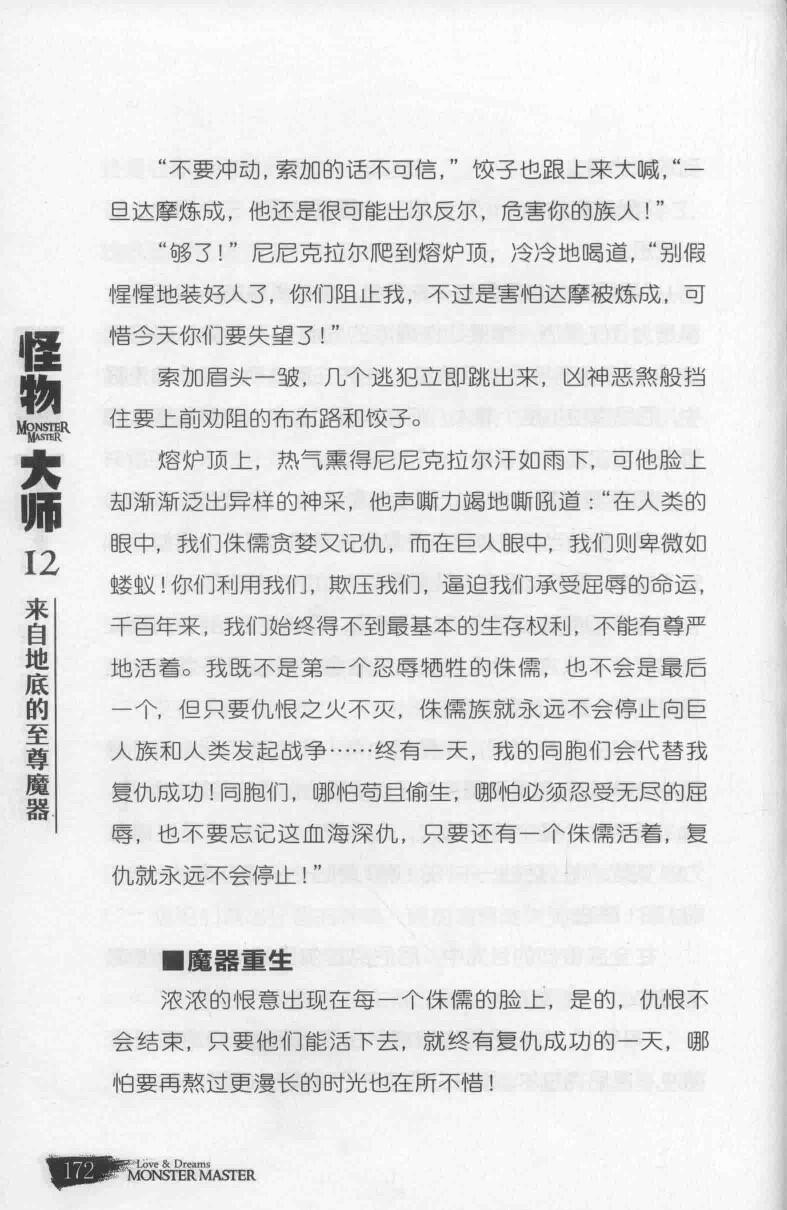 “不要冲动，索加的话不可信，”饺子也跟上来大喊，“一
旦达摩炼成，他还是很可能出尔反尔，危害你的族人！”
“够了！”尼尼克拉尔爬到熔炉顶，冷冷地喝道，“别假
惺惺地装好人了，你们阻止我，不过是害怕达摩被炼成，可
惜今天你们要失望了！”
索加眉头一皱，几个逃犯立即跳出来，凶神恶煞般挡
住要上前劝阻的布布路和饺子。
熔炉顶上，热气熏得尼尼克拉尔汗如雨下，可他脸上
却渐渐泛出异样的神采，他声嘶力竭地嘶吼道：“在人类的
眼中，我们侏儒贪婪又记仇，而在巨人眼中，我们则卑微如
蝼蚁！你们利用我们，欺压我们，逼迫我们承受屈辱的命运，
千百年来，我们始终得不到最基本的生存权利，不能有尊严
地活着。我既不是第一个忍辱牺牲的侏儒，也不会是最后
一个，但只要仇恨之火不灭，侏儒族就永远不会停止向巨
人族和人类发起战争……终有一天，我的同胞们会代替我
复仇成功！同胞们，哪怕苟且偷生，哪怕必须忍受无尽的屈
辱，也不要忘记这血海深仇，只要还有一个侏儒活着，复
仇就永远不会停止！”
■魔器重生
浓浓的恨意出现在每一个侏儒的脸上，是的，仇恨不
会结束，只要他们能活下去，就终有复仇成功的一天，哪
怕要再熬过更漫长的时光也在所不惜！
怪物
MONSTER
MASTER
大师
12
来自地底的至尊魔器
172
Love & Dreams
MONSTER MASTER